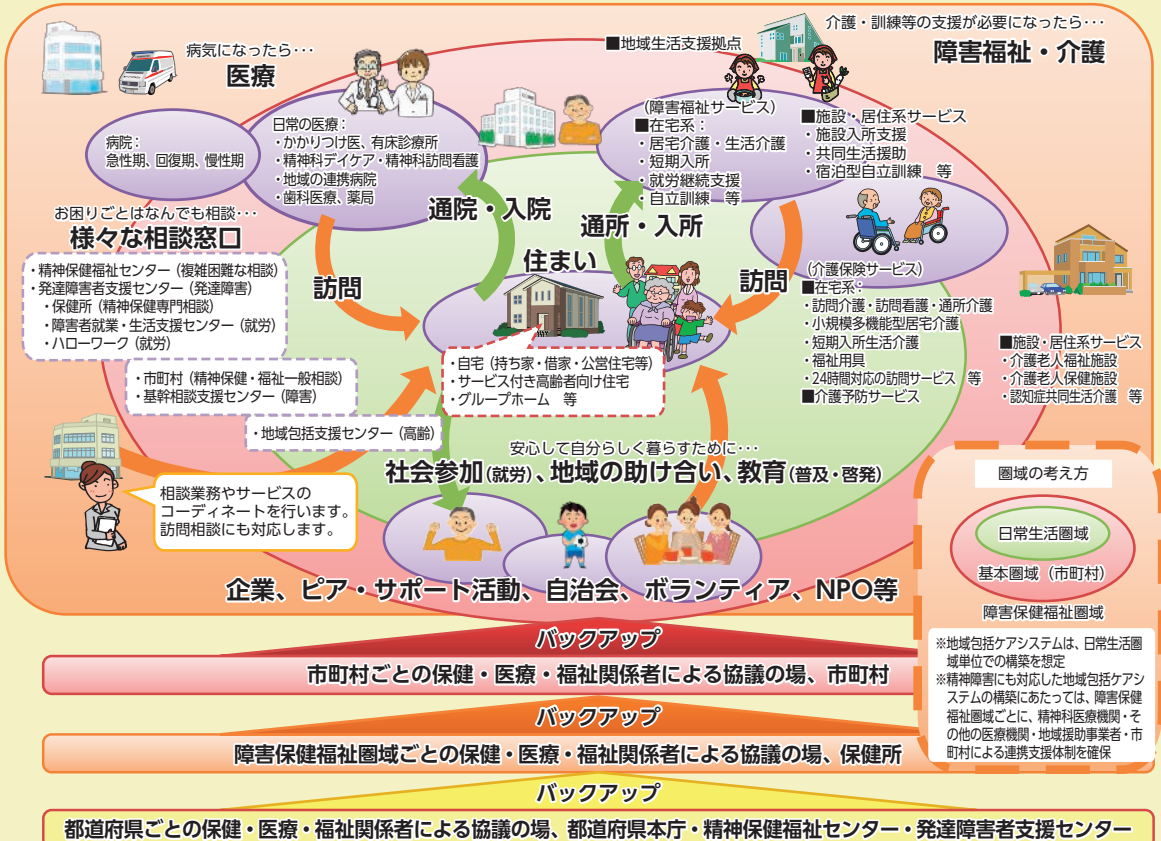 病気になったら･･･
医療
病院：
急性期、回復期、慢性期
日常の医療：
・かかりつけ医、有床診療所
・精神科デイケア・精神科訪問看護
・地域の連携病院
・歯科医療、薬局
■地域生活支援拠点
介護・訓練等の支援が必要になったら･･･
障害福祉・介護
(障害福祉サービス)
■在宅系：
・居宅介護・生活介護
・短期入所
・就労継続支援
・自立訓練　等
■施設・居住系サービス
・施設入所支援
・共同生活援助
・宿泊型自立訓練　等
お困りごとはなんでも相談･･･
様々な相談窓口
・精神保健福祉センター（複雑困難な相談）
・発達障害者支援センター（発達障害）
・保健所（精神保健専門相談）
・障害者就業・生活支援センター（就労）
・ハローワーク（就労）
・市町村（精神保健・福祉一般相談）
・基幹相談支援センター（障害）
・地域包括支援センター（高齢）
相談業務やサービスの
コーディネートを行います。
訪問相談にも対応します。
訪問
通院・入院
住まい
通所・入所
訪問
・自宅（持ち家・借家・公営住宅等）
・サービス付き高齢者向け住宅
・グループホーム　等
(介護保険サービス)
■在宅系：
・訪問介護・訪問看護・通所介護
・小規模多機能型居宅介護
・短期入所生活介護
・福祉用具
・24時間対応の訪問サービス　等
■介護予防サービス
■施設・居住系サービス
・介護老人福祉施設
・介護老人保健施設
・認知症共同生活介護　等
安心して自分らしく暮らすために･･･
社会参加(就労)、地域の助け合い、教育(普及・啓発)
企業、ピア・サポート活動、自治会、ボランティア、NPO等
圏域の考え方
日常生活圏域
基本圏域（市町村）
障害保健福祉圏域
※地域包括ケアシステムは、日常生活圏
域単位での構築を想定
※精神障害にも対応した地域包括ケアシ
ステムの構築にあたっては、障害保健
福祉圏域ごとに、精神科医療機関・そ
の他の医療機関・地域援助事業者・市
町村による連携支援体制を確保
バックアップ
市町村ごとの保健・医療・福祉関係者による協議の場、市町村
バックアップ
障害保健福祉圏域ごとの保健・医療・福祉関係者による協議の場、保健所
バックアップ
都道府県ごとの保健・医療・福祉関係者による協議の場、都道府県本庁・精神保健福祉センター・発達障害者支援センター